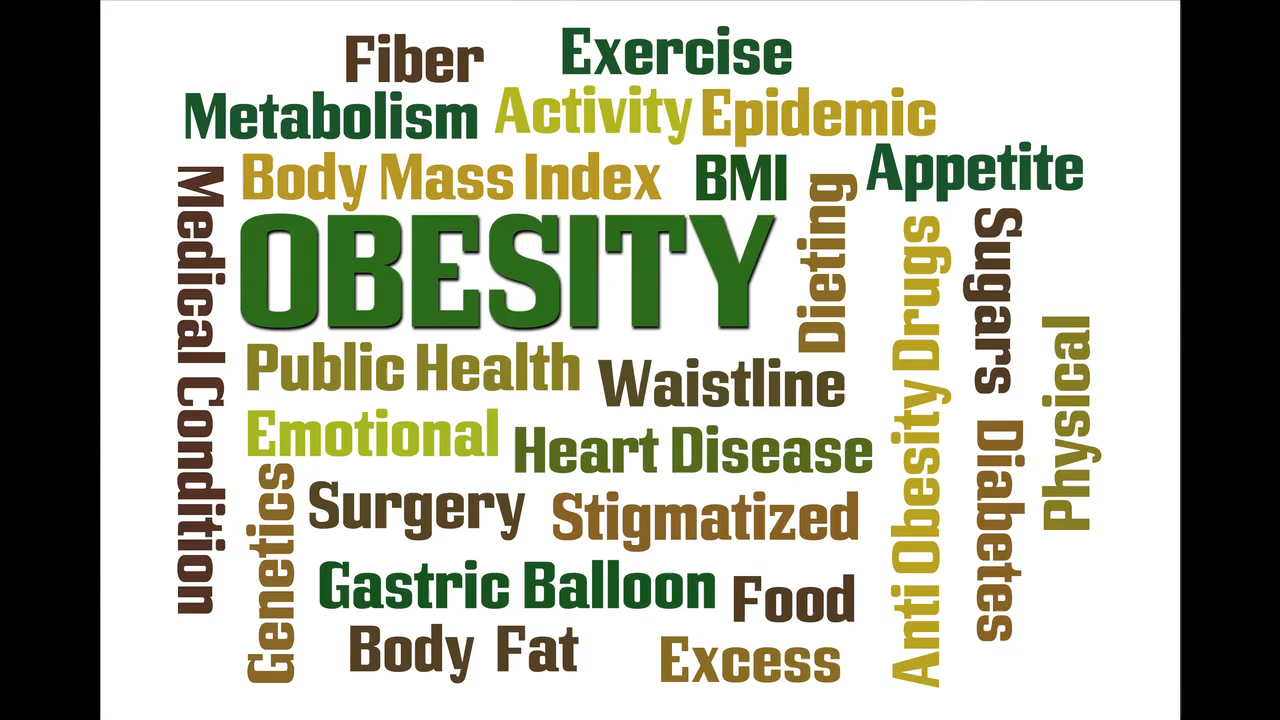 Fiber
Exercise
Metabolism
Activity
Epidemic
Body Mass Index
BMI
Appetite
Medical Condition
OBESITY
Dieting
Anti Obesity Drugs
Sugars
Physical
Public Health
Waistline
Emotional
Heart Disease
Diabetes
Genetics
Surgery
Stigmatized
Gastric Balloon
Food
Body Fat
Excess